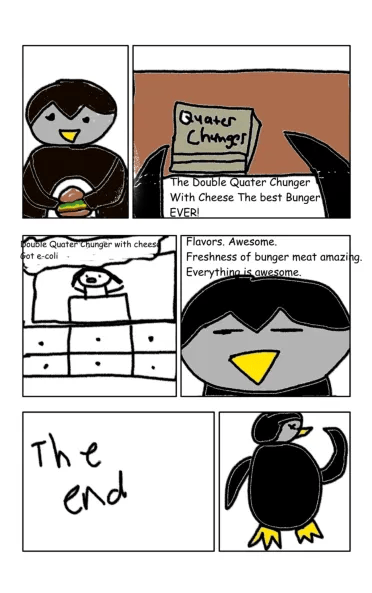 Quater
Chunger
The Double Quater Chunger
With Cheese The best Bunger
EVER!
Double Quater Chunger with cheese
Got e-coli
Flavors. Awesome.
Freshness of bunger meat amazing.
Everything is awesome.
The
end